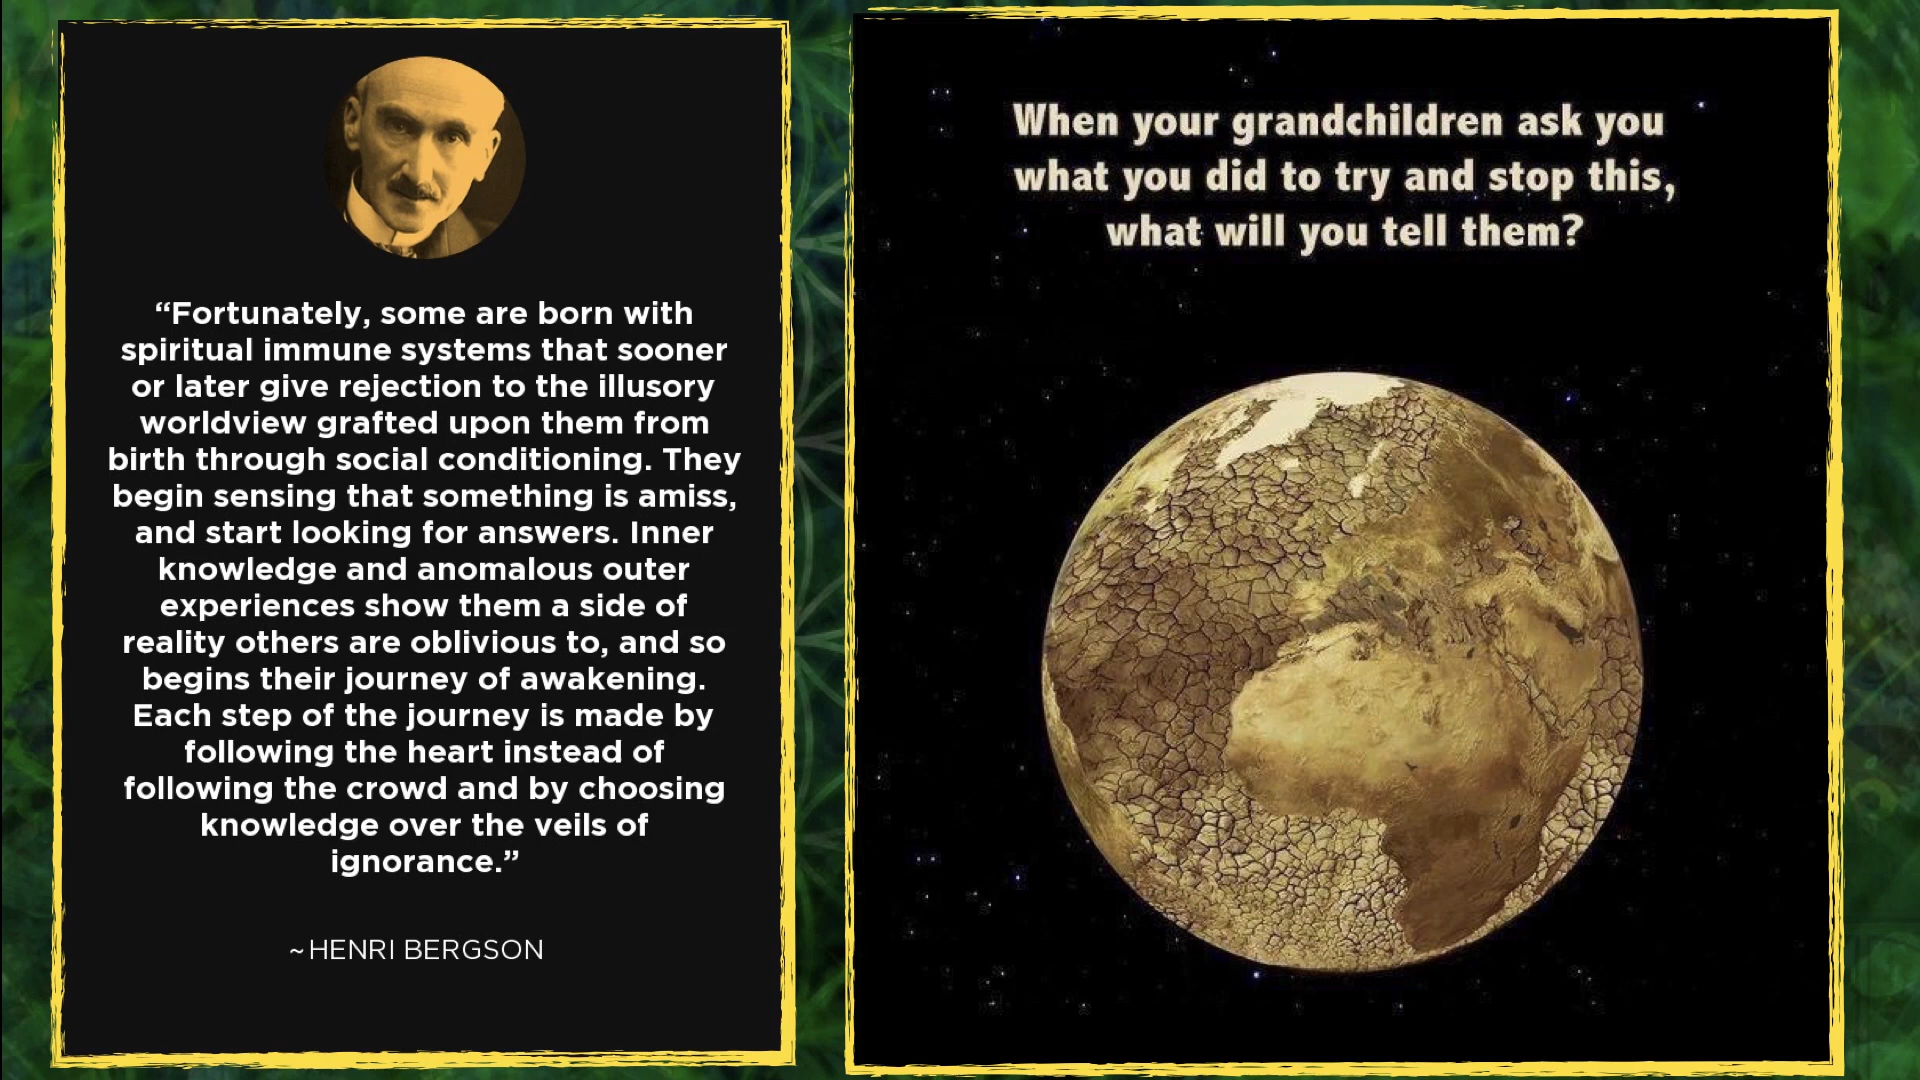 “Fortunately, some are born with
spiritual immune systems that sooner
or later give rejection to the illusory
worldview grafted upon them from
birth through social conditioning. They
begin sensing that something is amiss,
and start looking for answers. Inner
knowledge and anomalous outer
experiences show them a side of
reality others are oblivious to, and so
begins their journey of awakening.
Each step of the journey is made by
following the heart instead of
following the crowd and by choosing
knowledge over the veils of
ignorance.”
~HENRI BERGSON
When your grandchildren ask you
what you did to try and stop this,
what will you tell them?